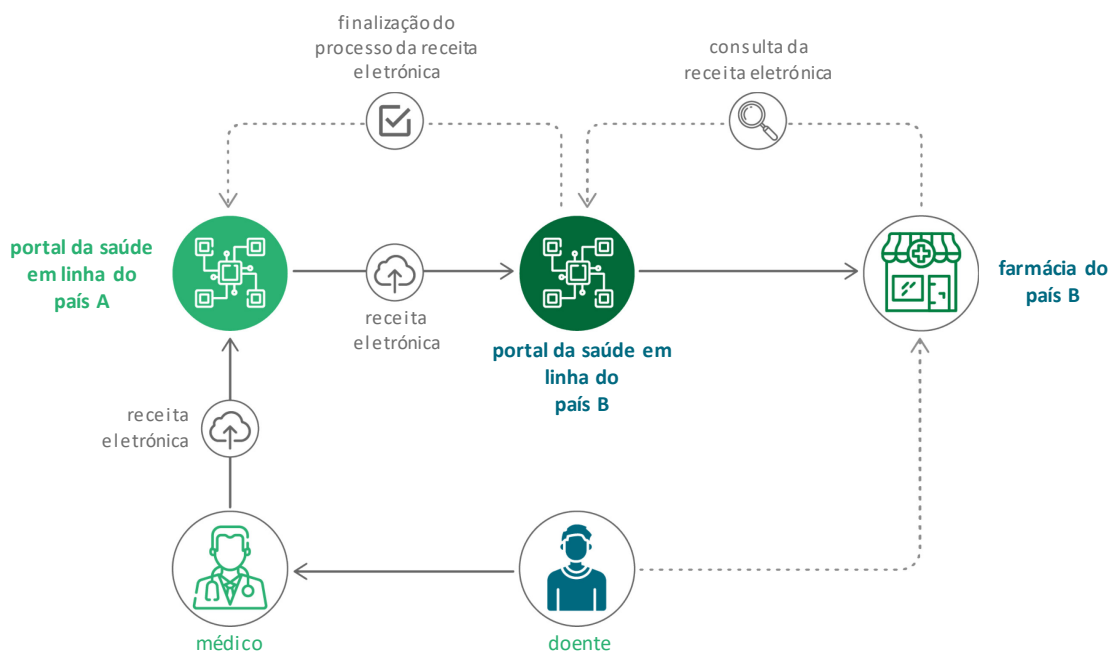 finalização do
processo da receita
eletrónica
consulta da
receita eletrónica
portal da saúde
em linha do
país A
receita
eletrónica
farmácia do
país B
portal da saúde em
linha do
país B
receita
eletrónica
médico
doente